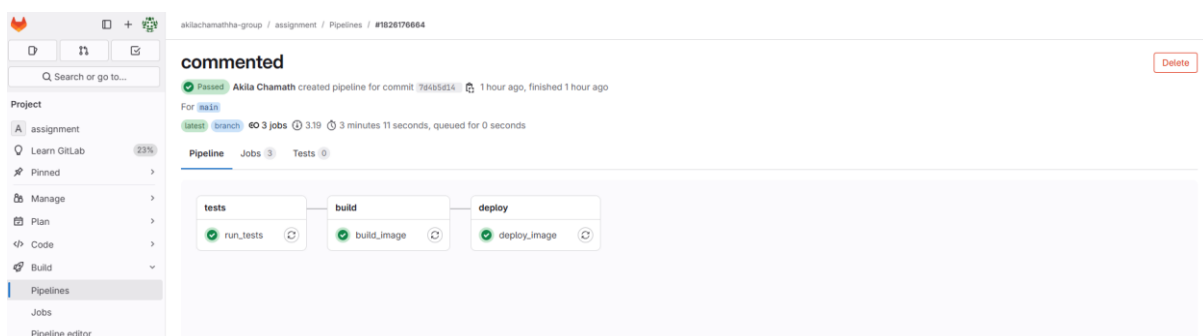 akilachamathha-group / assignment / Pipelines / #1826176664
Search or go to...
Project
A assignment
Learn GitLab 23%
Pinned
Manage
Plan
Code
Build
Pipelines
Jobs
Pipeline editor
commented
Delete
Passed Akila Chamath created pipeline for commit 7d4b5d14 1 hour ago, finished 1 hour ago
For main
latest branch 3 jobs 3.19 3 minutes 11 seconds, queued for 0 seconds
Pipeline Jobs 3 Tests 0
tests build deploy
run_tests build_image deploy_image